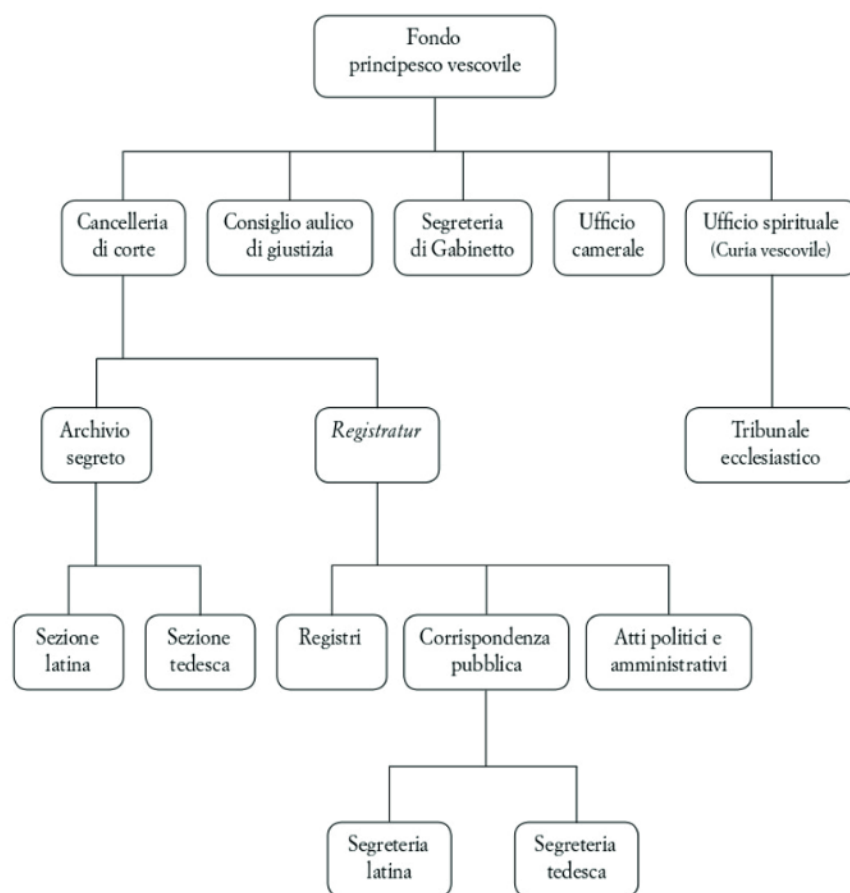 Fondo
principesco vescovile
Cancelleria
di corte
Consiglio aulico
di giustizia
Segreteria
di Gabinetto
Ufficio
camerale
Ufficio spirituale
(Curia vescovile)
Archivio
segreto
Registratur
Tribunale
ecclesiastico
Sezione
latina
Sezione
tedesca
Registri
Corrispondenza
pubblica
Atti politici e
amministrativi
Segreteria
latina
Segreteria
tedesca